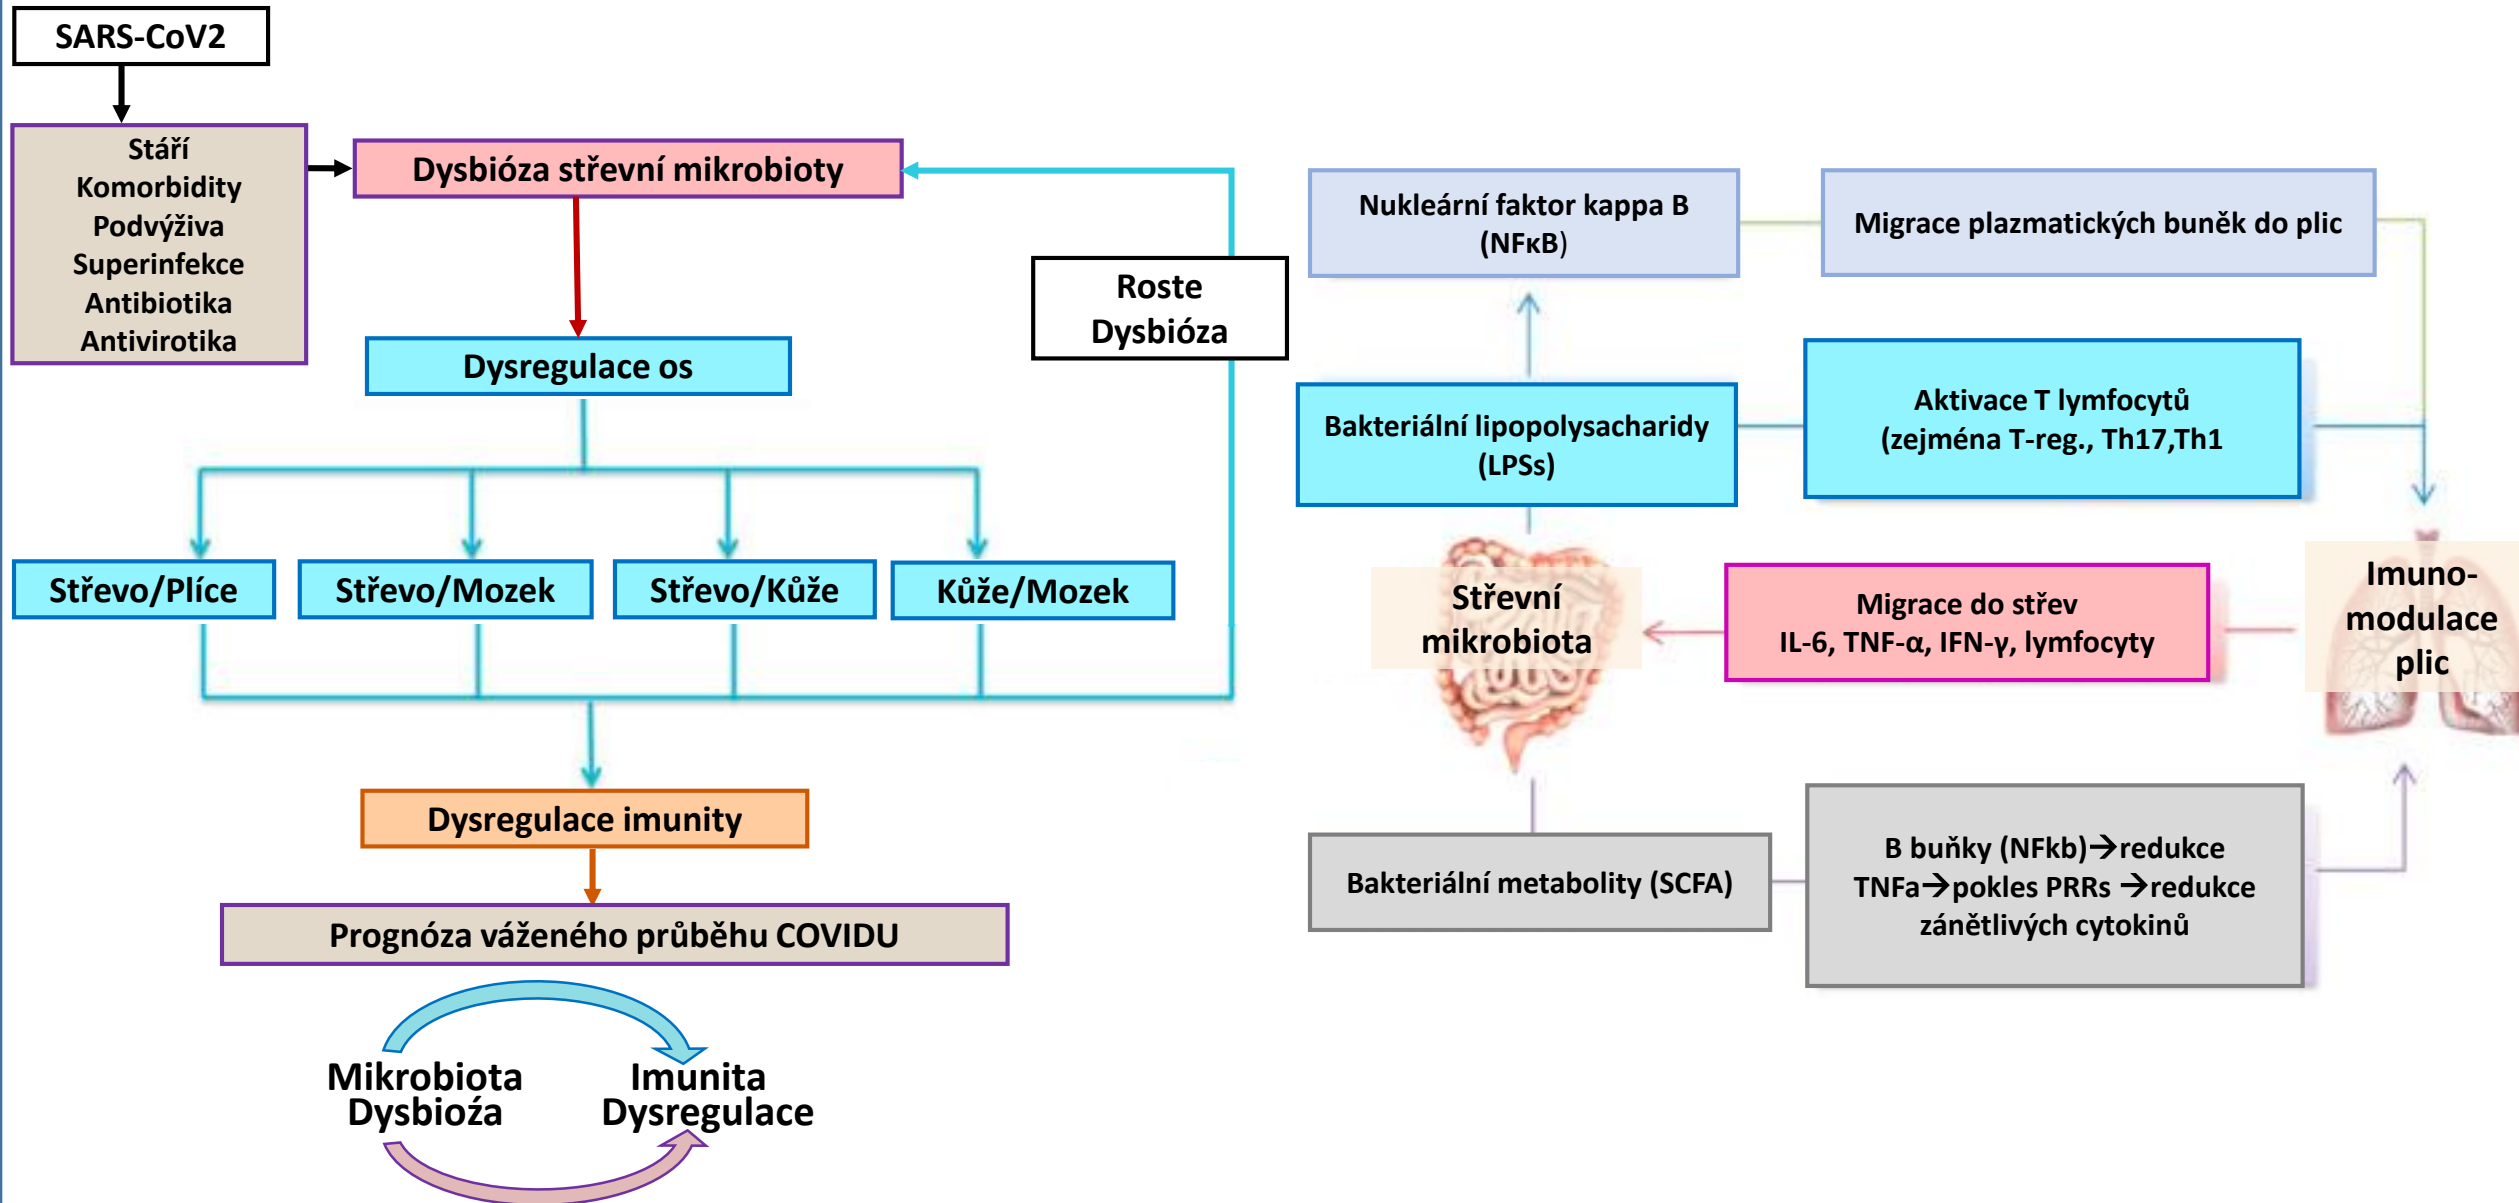 SARS-CoV2
Stáří
Komorbidity
Podvýživa
Superinfekce
Antibiotika
Antivirotika
Dysbióza střevní mikrobioty
Roste
Dysbióza
Dysregulace os
Střevo/Plíce
Střevo/Mozek
Střevo/Kůže
Kůže/Mozek
Dysregulace imunity
Prognóza váženého průběhu COVIDU
Mikrobiota
Dysbioźa
Imunita
Dysregulace
Nukleární faktor kappa B
(NFκB)
Migrace plazmatických buněk do plic
Bakteriální lipopolysacharidy
(LPSs)
Aktivace T lymfocytů
(zejména T-reg., Th17,Th1
Střevní
mikrobiota
Migrace do střev
IL-6, TNF-α, IFN-γ, lymfocyty
Imuno-
modulace
plic
Bakteriální metabolity (SCFA)
B buňky (NFkb)→redukce
TNFa→pokles PRRs →redukce
zánětlivých cytokinů